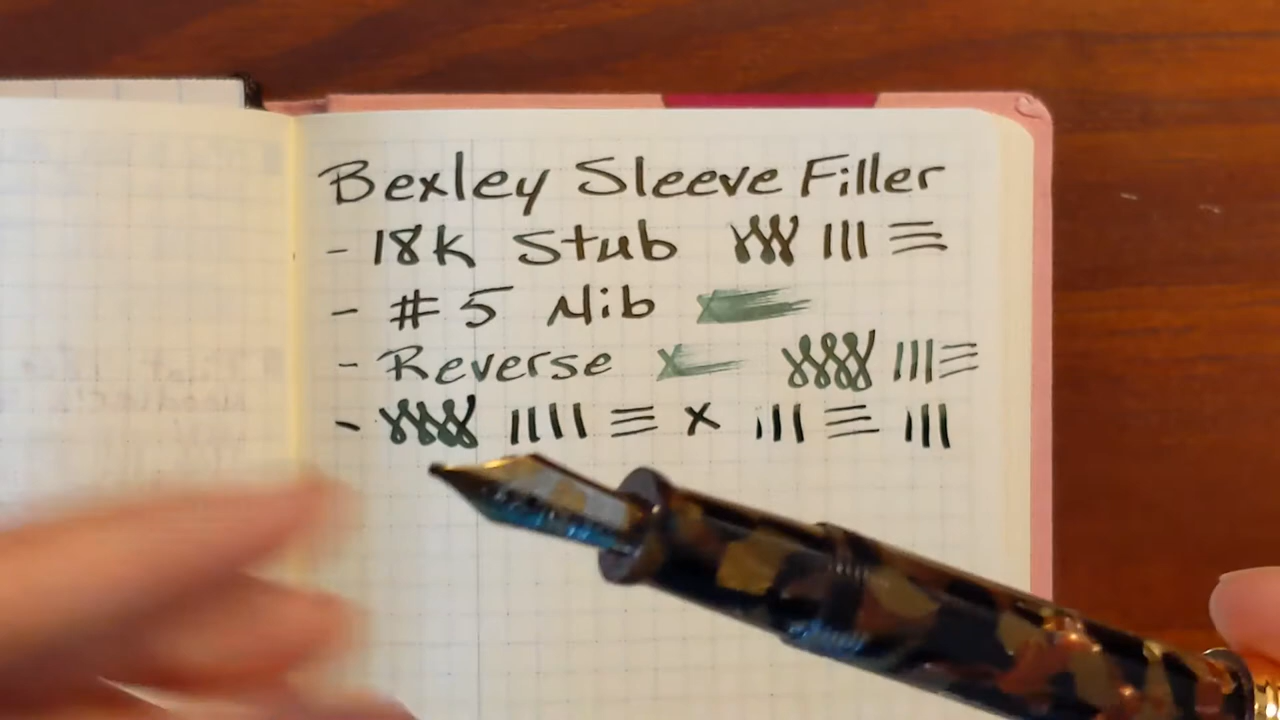 Bexley Sleeve Filler
- 18K Stub
- #5 Nib
- Reverse
- x